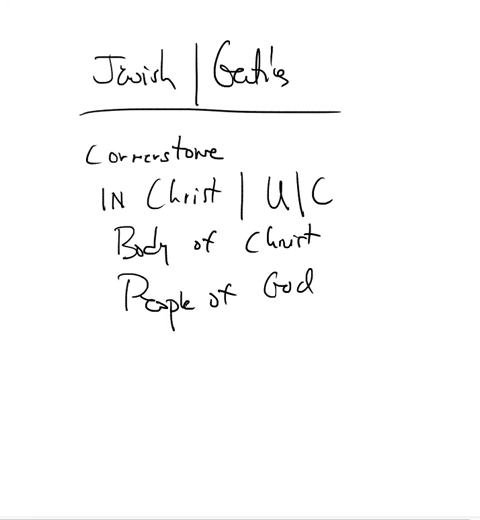 Jewish | Gentiles
Cornerstone
IN Christ | U|C
Body of Christ
People of God